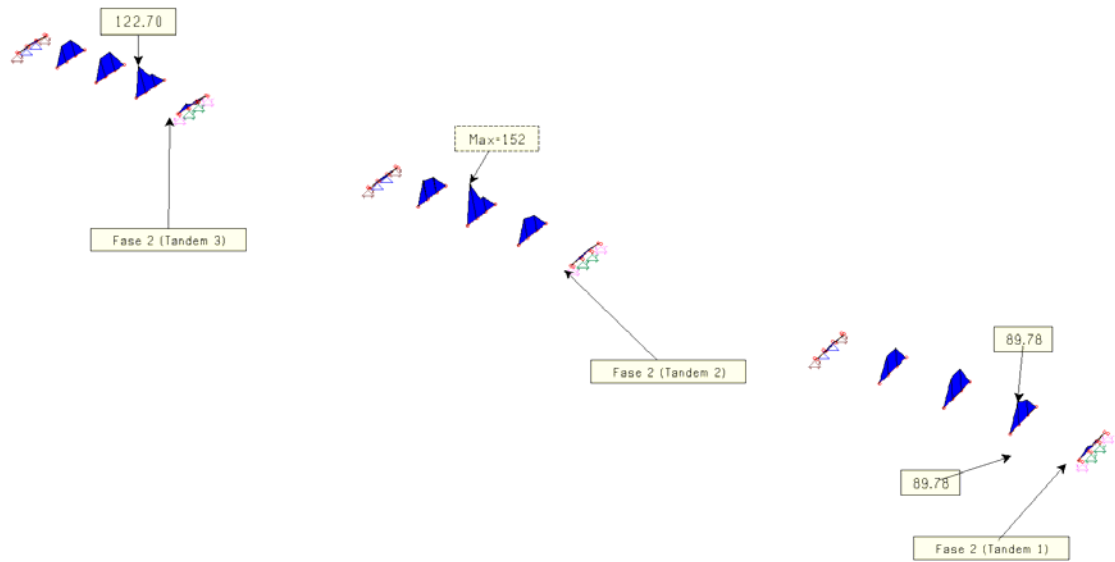 122.70
Max=152
Fase 2 (Tandem 3)
89.78
Fase 2 (Tandem 2)
89.78
Fase 2 (Tandem 1)